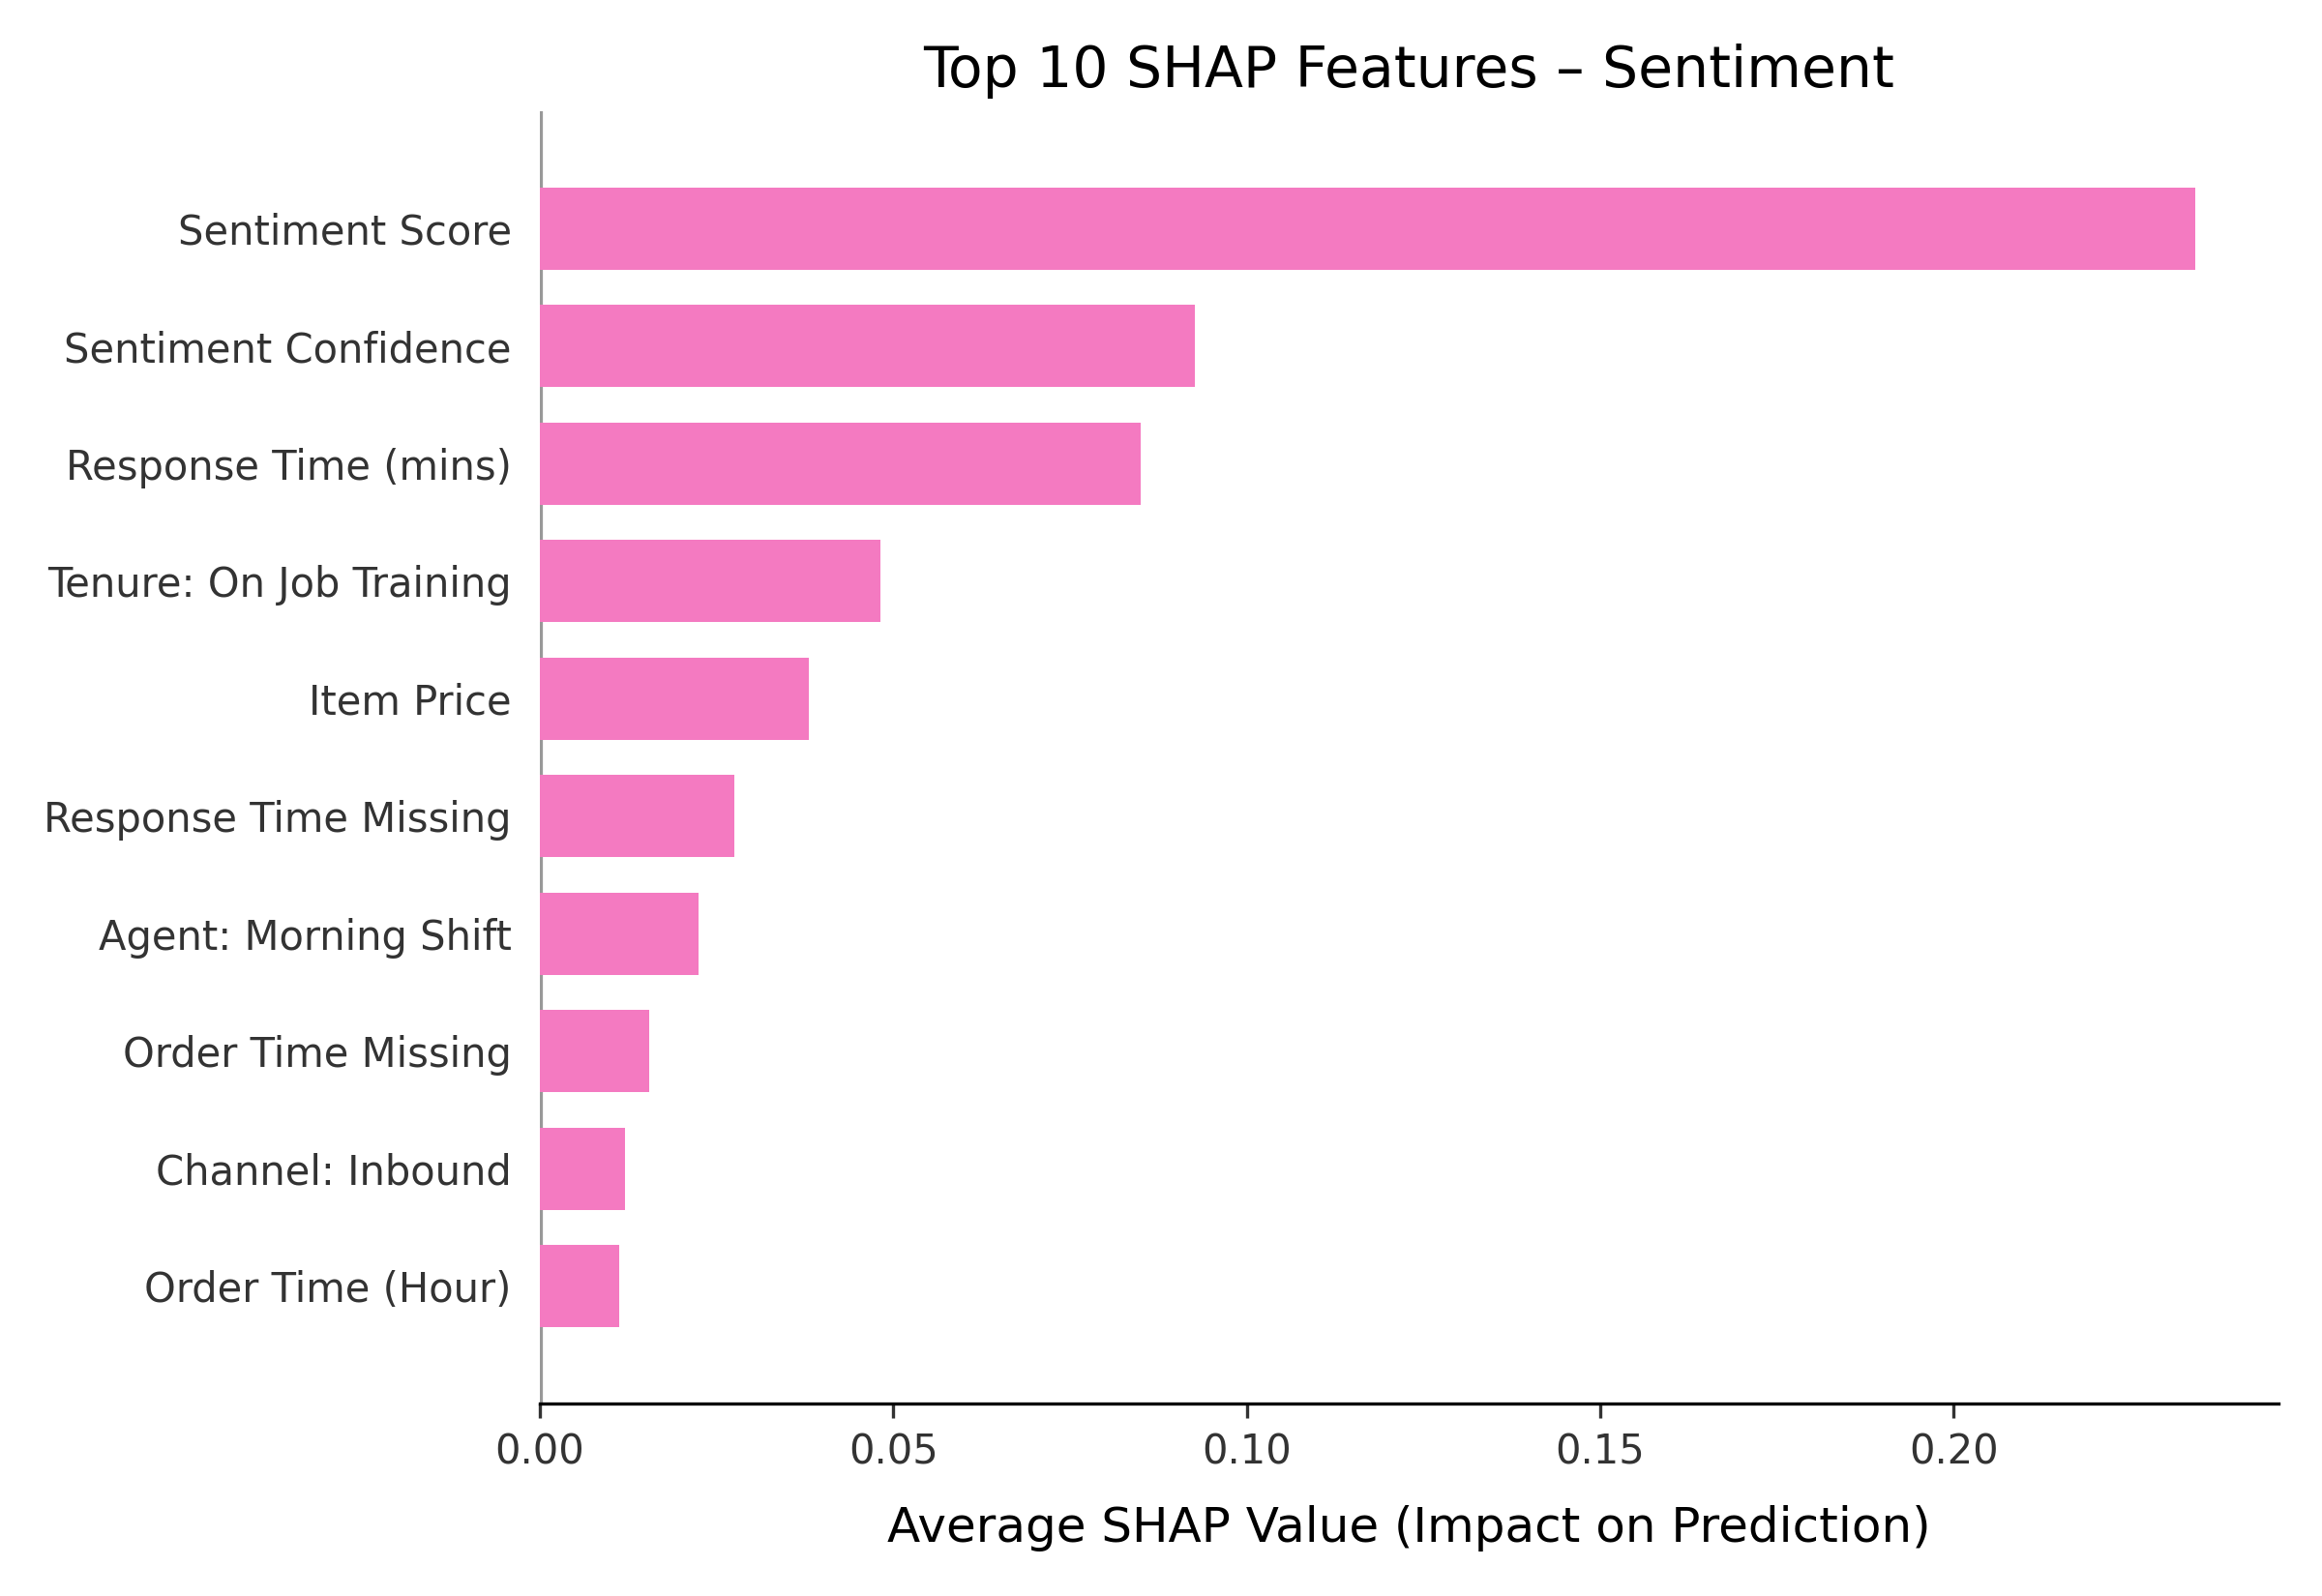 Top 10 SHAP Features – Sentiment
Sentiment Score
Sentiment Confidence
Response Time (mins)
Tenure: On Job Training
Item Price
Response Time Missing
Agent: Morning Shift
Order Time Missing
Channel: Inbound
Order Time (Hour)
0.00 0.05 0.10 0.15 0.20
Average SHAP Value (Impact on Prediction)